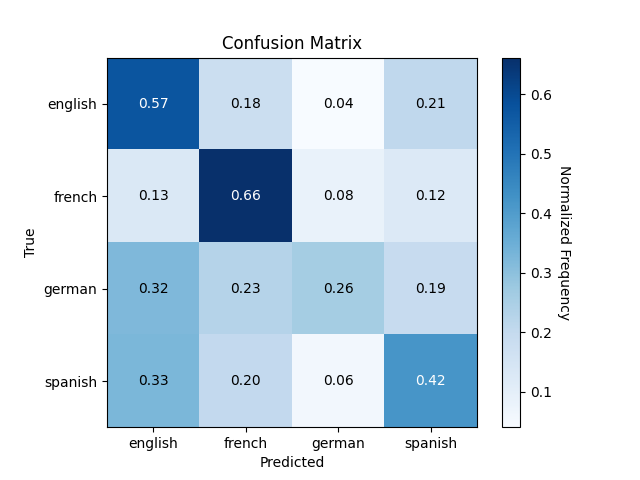 Confusion Matrix
True
english 0.57 0.18 0.04 0.21
french 0.13 0.66 0.08 0.12
german 0.32 0.23 0.26 0.19
spanish 0.33 0.20 0.06 0.42
english french german spanish
Predicted
0.6
0.5
0.4
0.3
0.2
0.1
Normalized Frequency